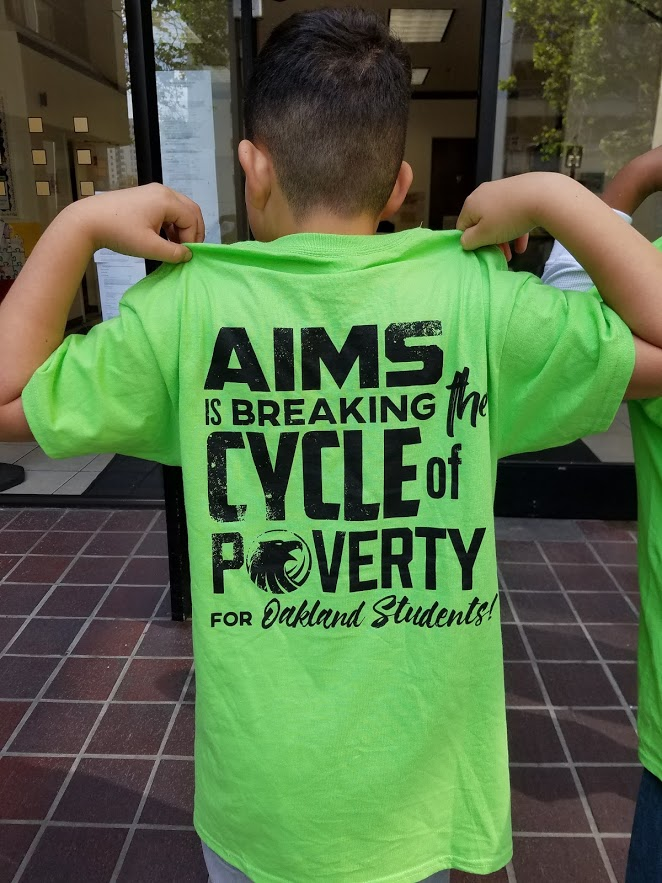 AIMS
IS BREAKING the
CYCLE of
POVERTY
FOR Oakland Students!